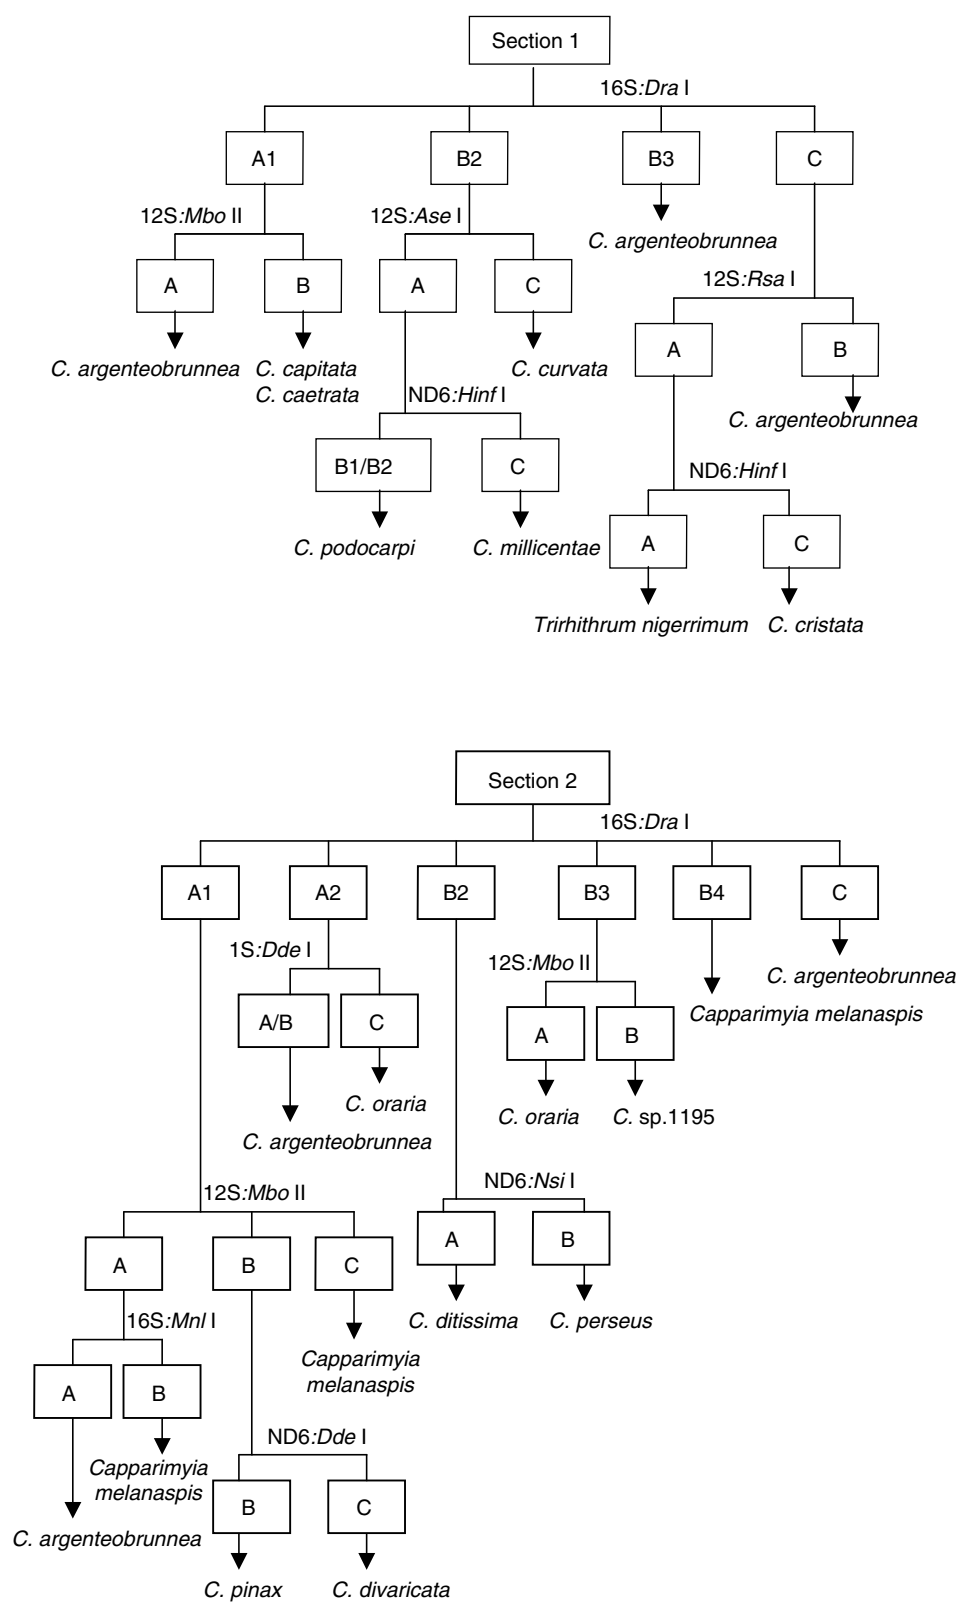 Section 1
16S:Dra I
A1
B2
B3
C
12S:Mbo II
12S:Ase I
C. argenteobrunnea
A
B
A
C
12S:Rsa I
A
B
C. argenteobrunnea
C. capitata
C. caetrata
C. curvata
ND6:Hinf I
C. argenteobrunnea
B1/B2
C
ND6:Hinf I
C. podocarpi
C. millicentae
A
C
Trirhithrum nigerrimum
C. cristata
Section 2
16S:Dra I
A1
A2
B2
B3
B4
C
1S:Dde I
12S:Mbo II
C. argenteobrunnea
Capparimyia melanaspis
A/B
C
A
B
C. oraria
C. argenteobrunnea
C. oraria
C. sp.1195
12S:Mbo II
ND6:Nsi I
A
B
C
A
B
16S:Mnl I
C. ditissima
C. perseus
Capparimyia
melanaspis
A
B
ND6:Dde I
Capparimyia
melanaspis
C. argenteobrunnea
B
C
C. pinax
C. divaricata